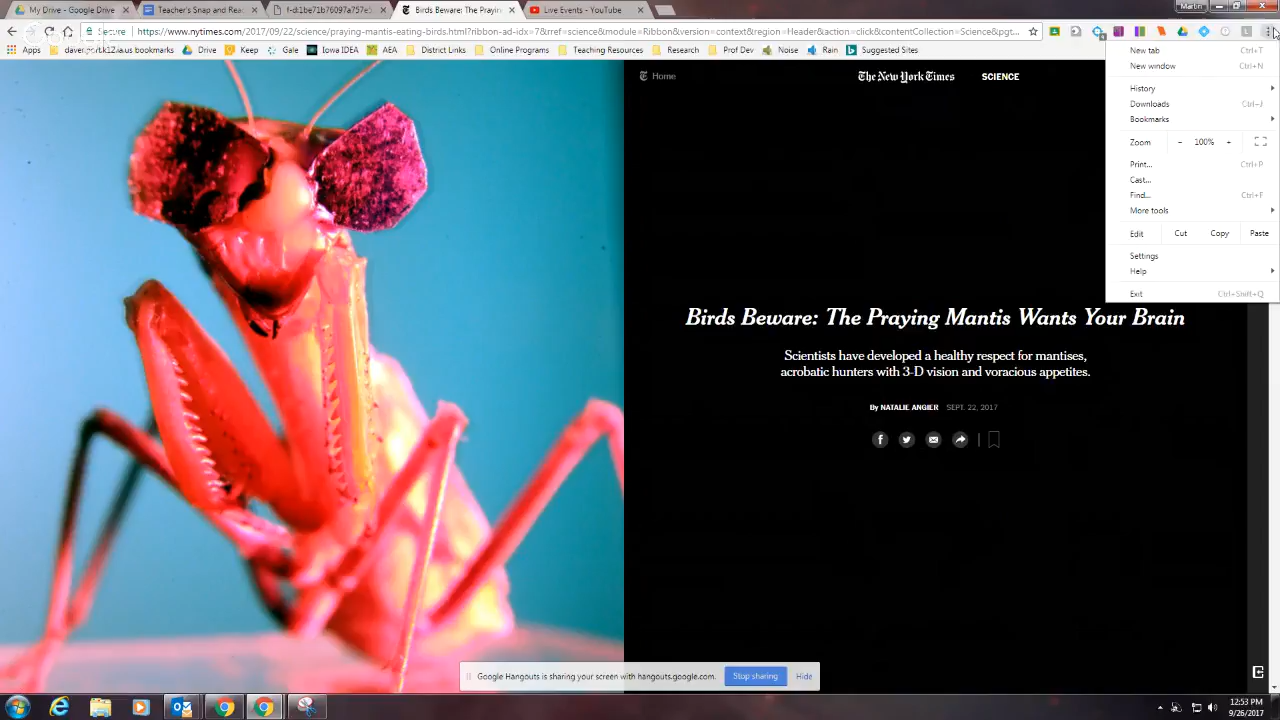 My Drive - Google Drive
Teacher's Snap and Rea
f-dc1be71b76097a757e5
Birds Beware: The Prayin
Live Events - YouTube
Martin
Secure
https://www.nytimes.com/2017/09/22/science/praying-mantis-eating-birds.html?ribbon-ad-idx=7&rref=science&module=Ribbon&version=context&region=Header&action=click&contentCollection=Science&pgt...
Apps
Drive
Keep
Gale
Iowa IDEA
AEA
District Links
Online Programs
Teaching Resources
Research
Prof Dev
Noise
Rain
Suggested Sites
New tab Ctrl+T
New window Ctrl+N
History
Downloads Ctrl+J
Bookmarks
Zoom - 100% +
Print... Ctrl+P
Cast...
Find... Ctrl+F
More tools
Edit Cut Copy Paste
Settings
Help
Exit Ctrl+Shift+Q
Home
The New York Times
SCIENCE
Birds Beware: The Praying Mantis Wants Your Brain
Scientists have developed a healthy respect for mantises,
acrobatic hunters with 3-D vision and voracious appetites.
By NATALIE ANGIER SEPT. 22, 2017
Google Hangouts is sharing your screen with hangouts.google.com.
Stop sharing
Hide
12:53 PM
9/26/2017